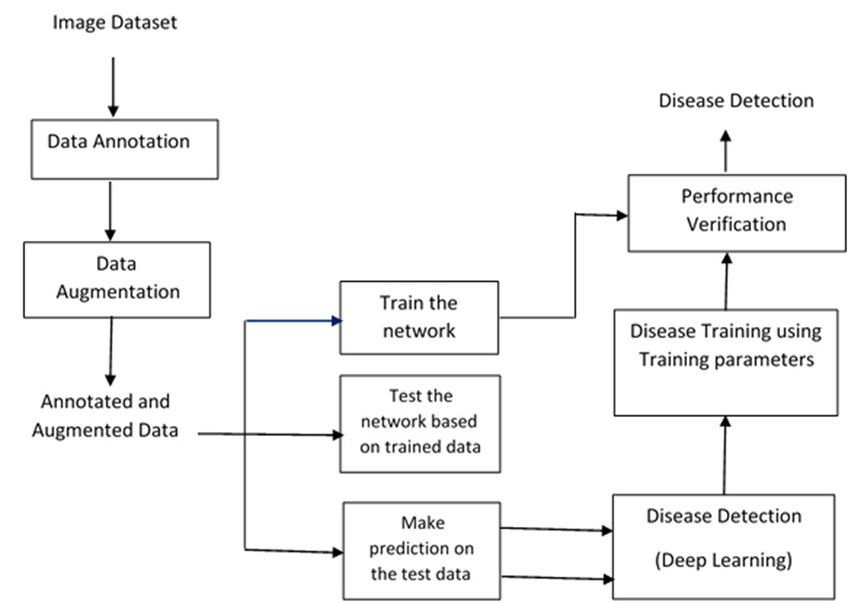 Image Dataset
Data Annotation
Data
Augmentation
Annotated and
Augmented Data
Train the
network
Test the
network based
on trained data
Make
prediction on
the test data
Disease Detection
Performance
Verification
Disease Training using
Training parameters
Disease Detection
(Deep Learning)